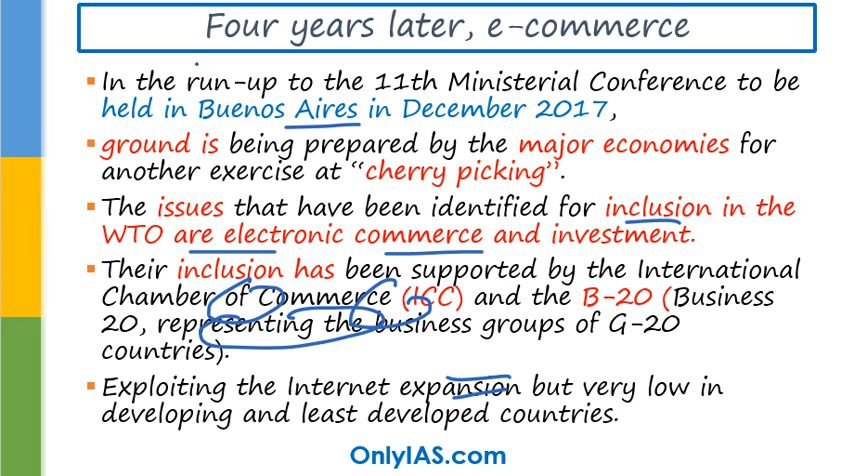 Four years later, e-commerce
▪ In the run-up to the 11th Ministerial Conference to be
held in Buenos Aires in December 2017,
▪ ground is being prepared by the major economies for
another exercise at "cherry picking".
▪ The issues that have been identified for inclusion in the
WTO are electronic commerce and investment.
▪ Their inclusion has been supported by the International
Chamber of Commerce (ICC) and the B-20 (Business
20, representing the business groups of G-20
countries).
▪ Exploiting the Internet expansion but very low in
developing and least developed countries.
OnlyIAS.com